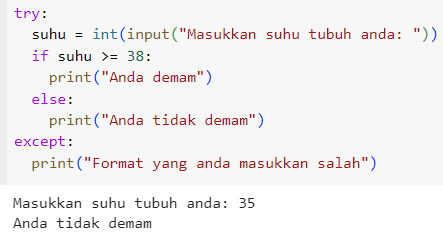 try:
  suhu = int(input("Masukkan suhu tubuh anda: "))
  if suhu >= 38:
    print("Anda demam")
  else:
    print("Anda tidak demam")
except:
  print("Format yang anda masukkan salah")
Masukkan suhu tubuh anda: 35
Anda tidak demam